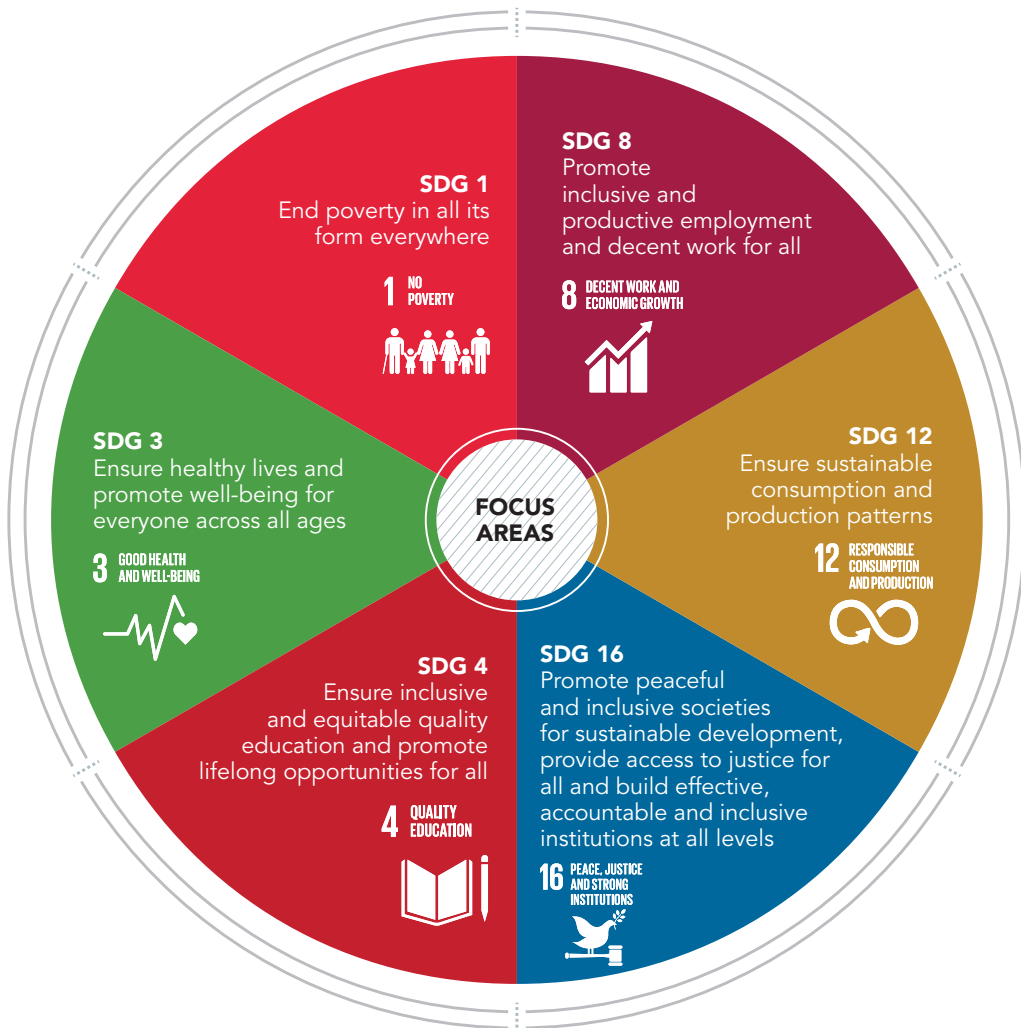 SDG 1
End poverty in all its
form everywhere
1 NO
POVERTY
SDG 8
Promote
inclusive and
productive employment
and decent work for all
8 DECENT WORK AND
ECONOMIC GROWTH
SDG 3
Ensure healthy lives and
promote well-being for
everyone across all ages
3 GOOD HEALTH
AND WELL-BEING
FOCUS
AREAS
SDG 12
Ensure sustainable
consumption and
production patterns
12 RESPONSIBLE
CONSUMPTION
AND PRODUCTION
SDG 4
Ensure inclusive
and equitable quality
education and promote
lifelong opportunities for all
4 QUALITY
EDUCATION
SDG 16
Promote peaceful
and inclusive societies
for sustainable development,
provide access to justice for
all and build effective,
accountable and inclusive
institutions at all levels
16 PEACE, JUSTICE
AND STRONG
INSTITUTIONS